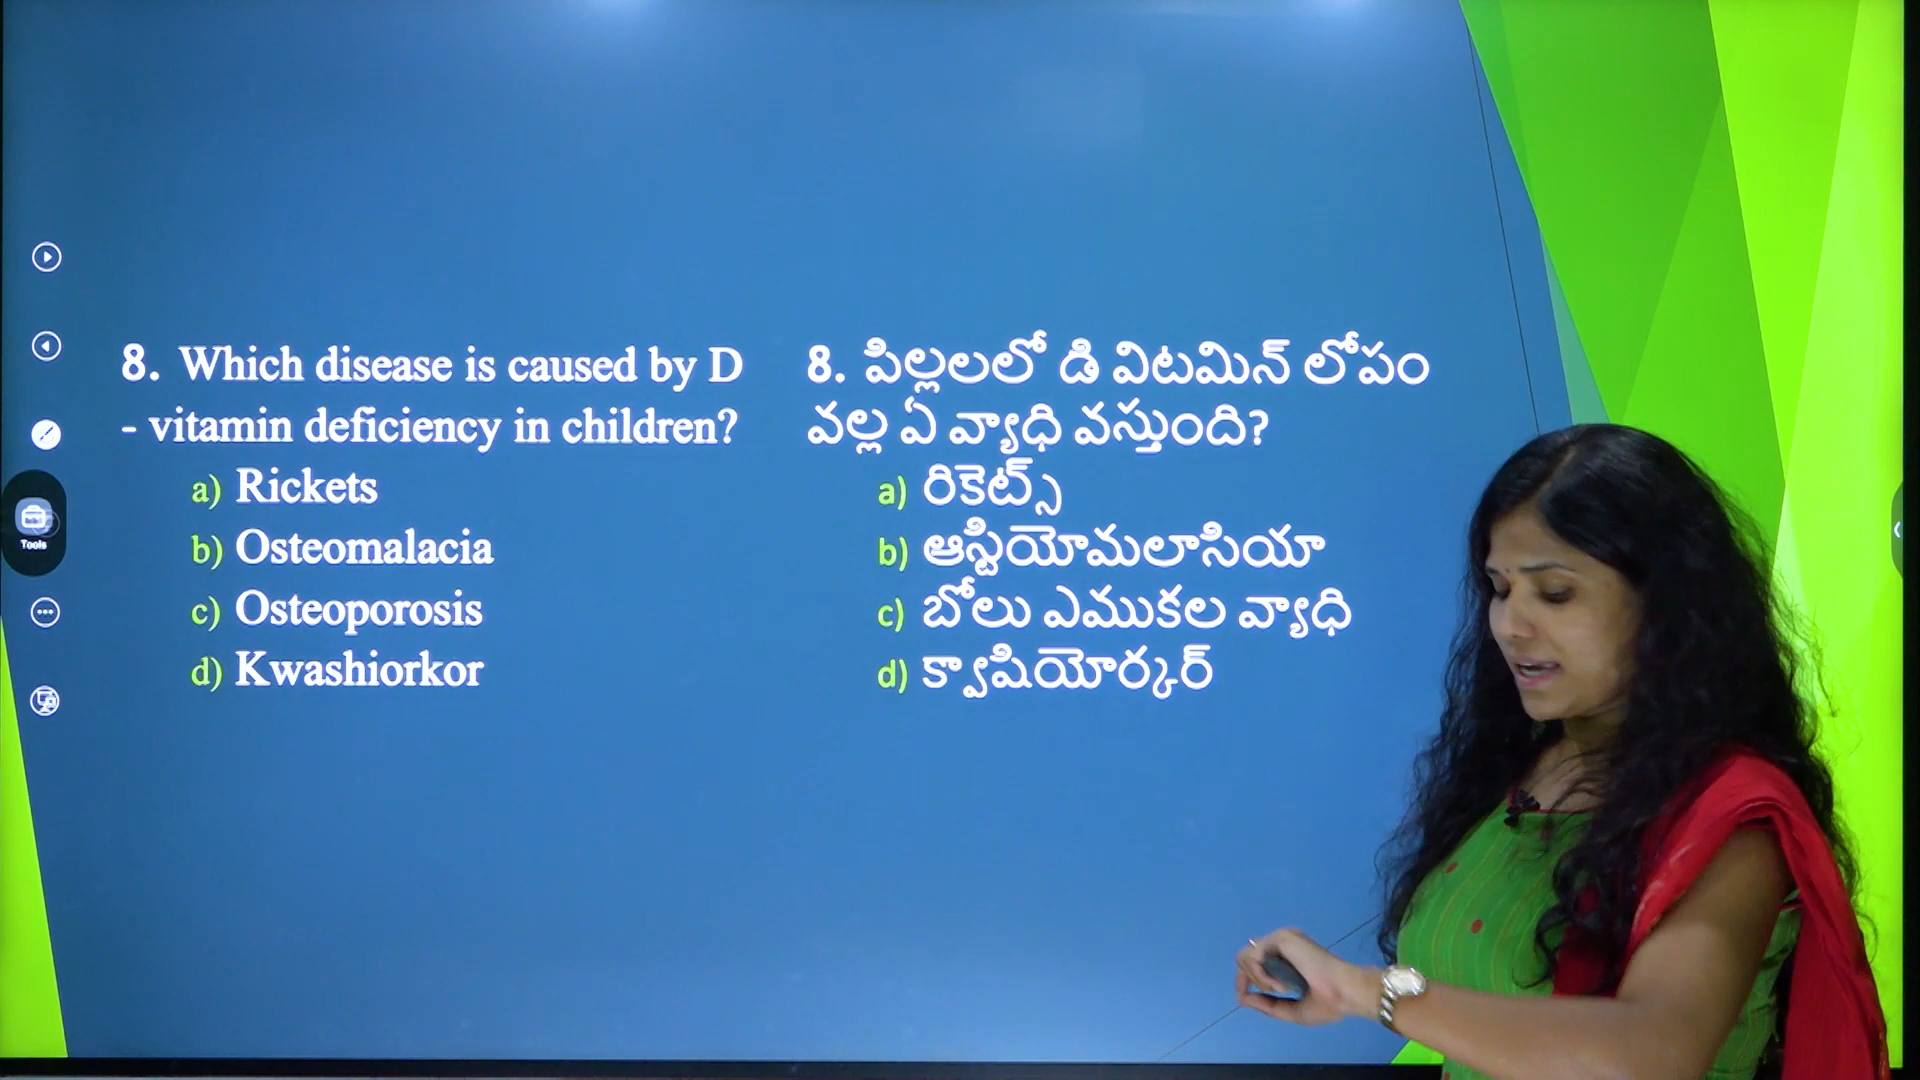 8. Which disease is caused by D
- vitamin deficiency in children?
a) Rickets
b) Osteomalacia
c) Osteoporosis
d) Kwashiorkor
8. పిల్లలలో డి విటమిన్ లోపం
వల్ల ఏ వ్యాధి వస్తుంది?
a) రికెట్స్
b) ఆస్టియోమలాసియా
c) బోలు ఎముకల వ్యాధి
d) క్వాషియోర్కర్
Tools